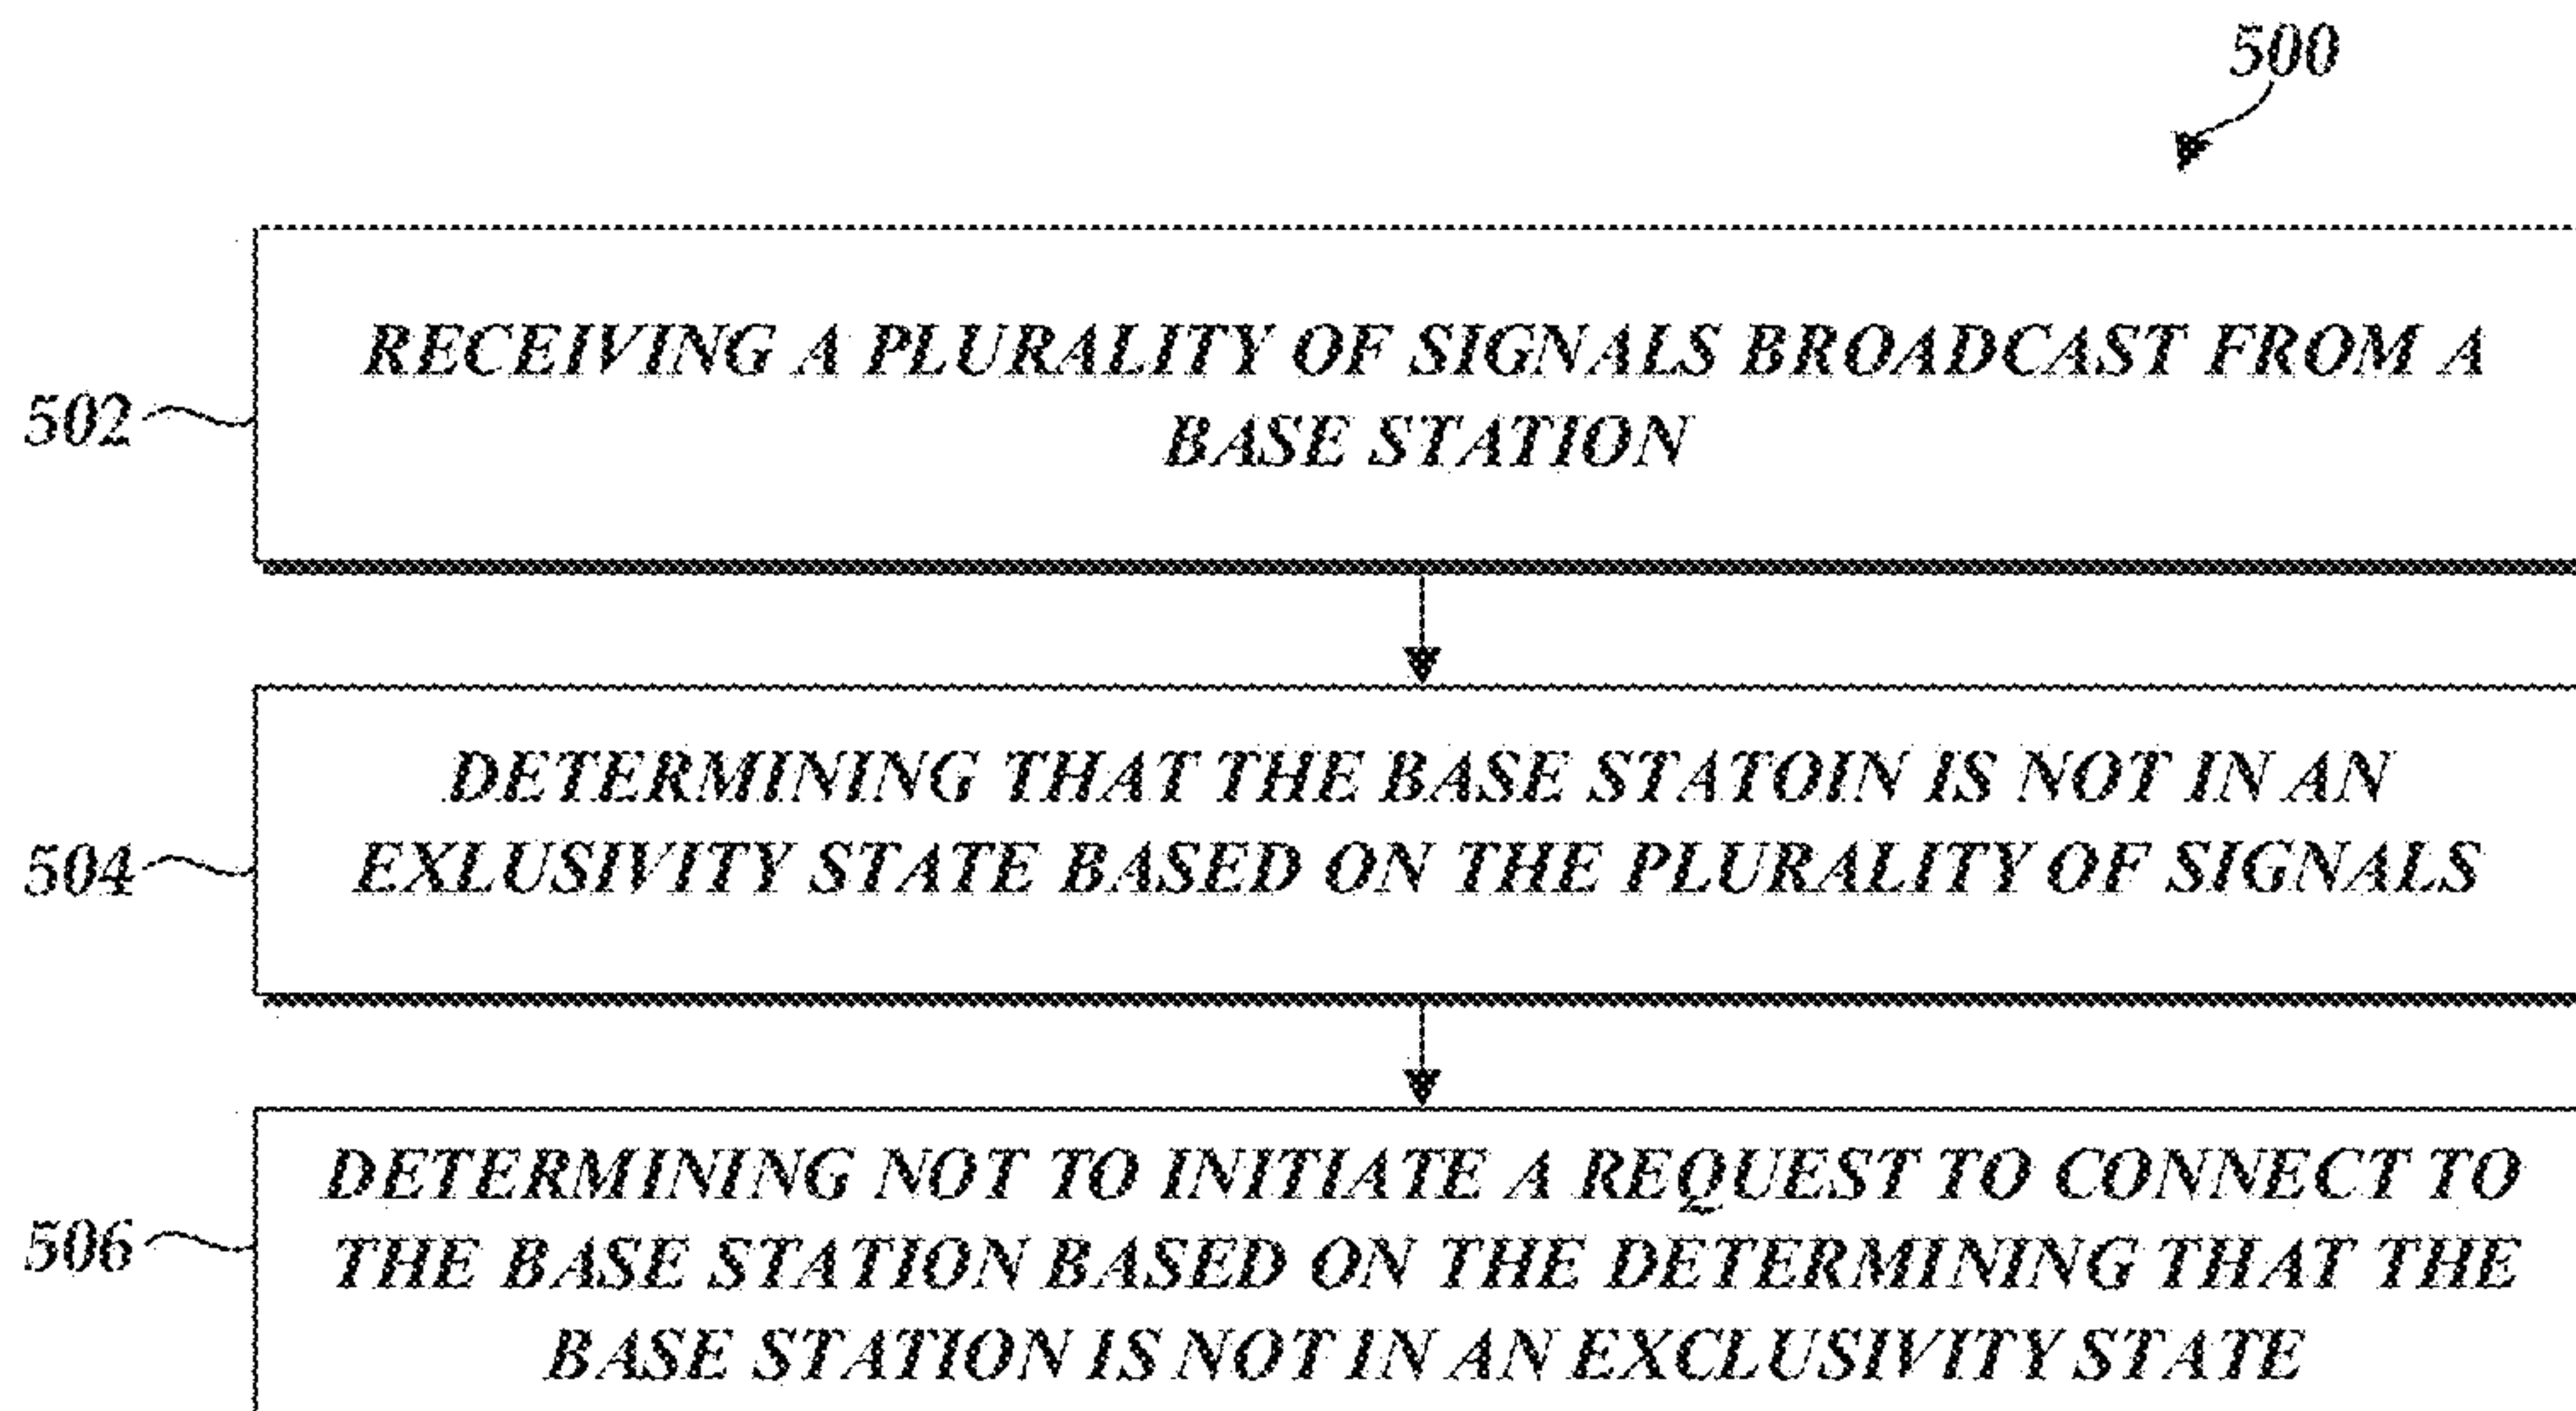 500
502
RECEIVING A PLURALITY OF SIGNALS BROADCAST FROM A
BASE STATION
504
DETERMINING THAT THE BASE STATOIN IS NOT IN AN
EXLUSIVITY STATE BASED ON THE PLURALITY OF SIGNALS
506
DETERMINING NOT TO INITIATE A REQUEST TO CONNECT TO
THE BASE STATION BASED ON THE DETERMINING THAT THE
BASE STATION IS NOT IN AN EXCLUSIVITY STATE